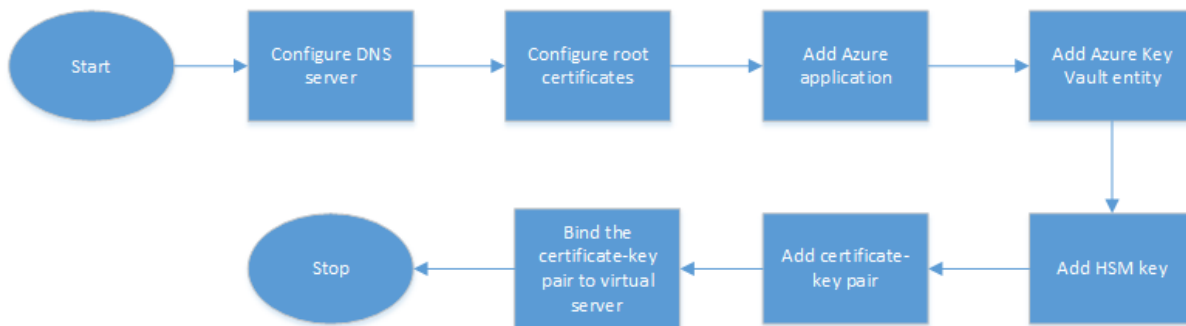 Start
Configure DNS
server
Configure root
certificates
Add Azure
application
Add Azure Key
Vault entity
Stop
Bind the
certificate-key
pair to virtual
server
Add certificate-
key pair
Add HSM key